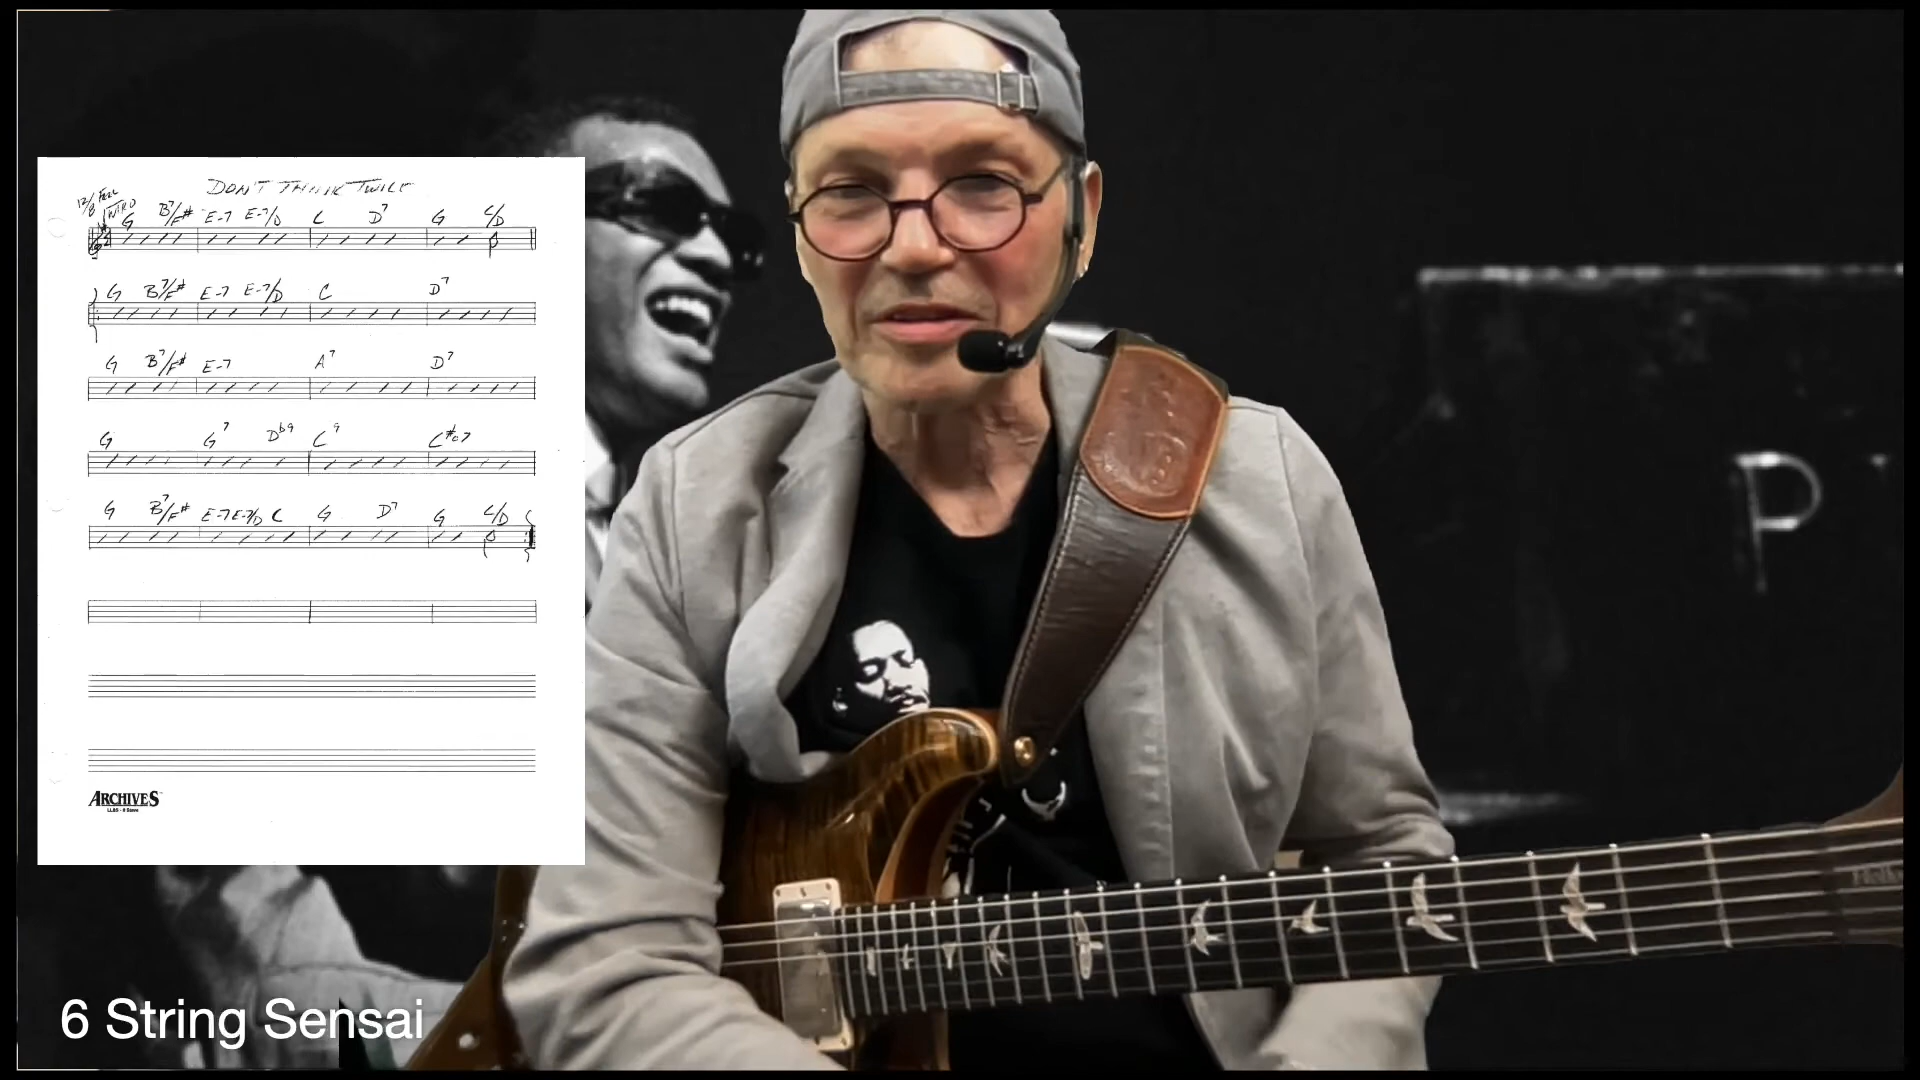 DON'T THINK TWICE
12/8 FEEL
INTRO
G B7/F# E-7 E-7/D C D7 G C/D
G B7/F# E-7 E-7/D C D7
G B7/F# E-7 A7 D7
G G7 Db9 C9 C#o7
G B7/F# E-7 E-7/D C G D7 G C/D
ARCHIVES
P
6 String Sensai